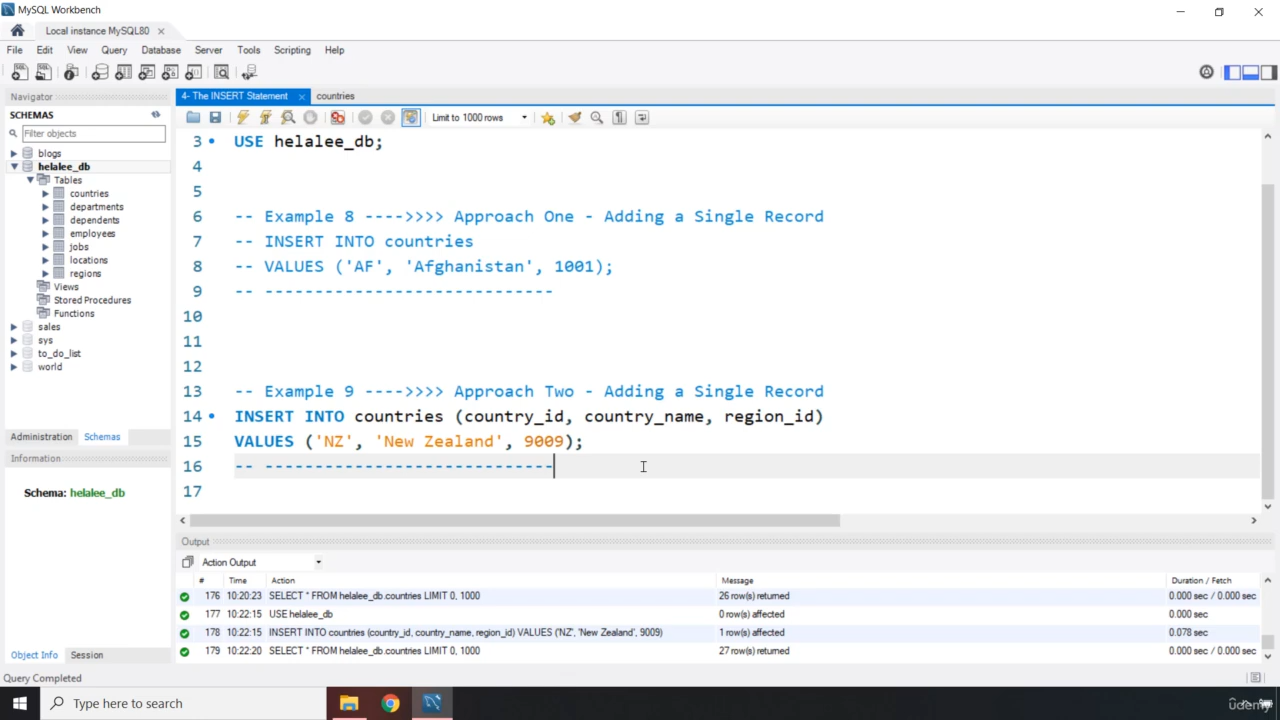 MySQL Workbench
Local instance MySQL80
File Edit View Query Database Server Tools Scripting Help
Navigator
SCHEMAS
Filter objects
blogs
helalee_db
Tables
countries
departments
dependents
employees
jobs
locations
regions
Views
Stored Procedures
Functions
sales
sys
to_do_list
world
Administration Schemas
Information
Schema: helalee_db
Object Info Session
4- The INSERT Statement countries
Limit to 1000 rows
3 USE helalee_db;
4
5
6 -- Example 8 ---->>>> Approach One - Adding a Single Record
7 -- INSERT INTO countries
8 -- VALUES ('AF', 'Afghanistan', 1001);
9 -- -----------------------------
10
11
12
13 -- Example 9 ---->>>> Approach Two - Adding a Single Record
14 INSERT INTO countries (country_id, country_name, region_id)
15 VALUES ('NZ', 'New Zealand', 9009);
16 -- -----------------------------
17
Output
Action Output
# Time Action Message Duration / Fetch
176 10:20:23 SELECT * FROM helalee_db.countries LIMIT 0, 1000 26 row(s) returned 0.000 sec / 0.000 sec
177 10:22:15 USE helalee_db 0 row(s) affected 0.000 sec
178 10:22:15 INSERT INTO countries (country_id, country_name, region_id) VALUES ('NZ', 'New Zealand', 9009) 1 row(s) affected 0.078 sec
179 10:22:20 SELECT * FROM helalee_db.countries LIMIT 0, 1000 27 row(s) returned 0.000 sec / 0.000 sec
Query Completed
Type here to search
udemy